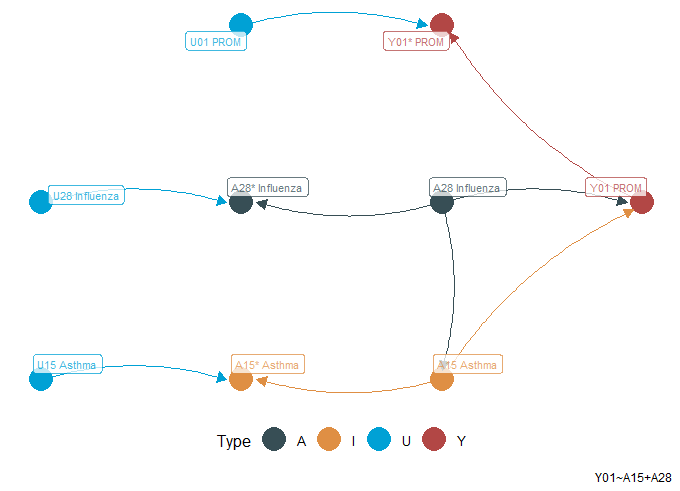 U01 PROM
Y01* PROM
U28 Influenza
A28* Influenza
A28 Influenza
Y01 PROM
U15 Asthma
A15* Asthma
A15 Asthma
Type A I U Y
Y01~A15+A28